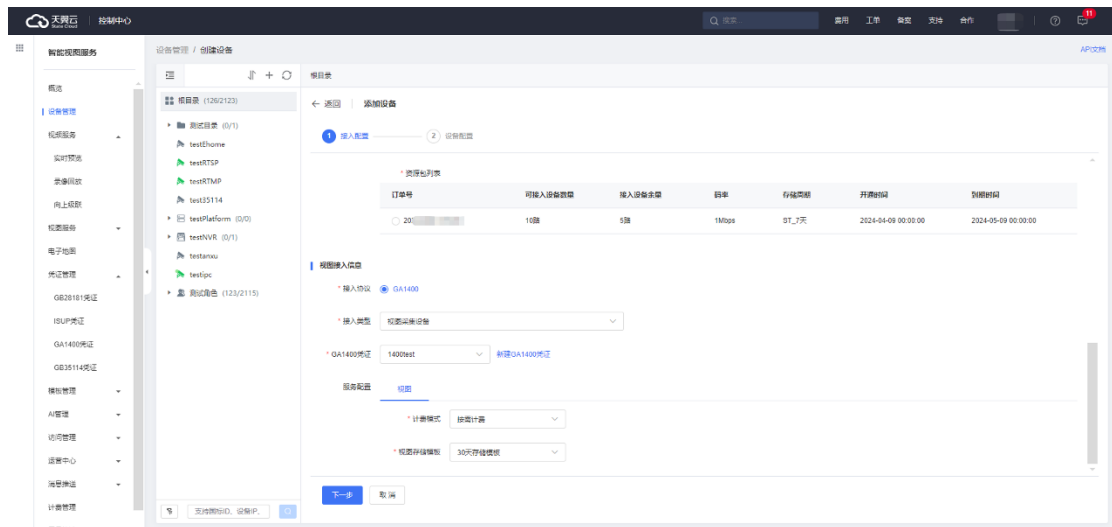 天翼云 控制中心 搜索 费用 工单 备案 支持 合作 11
智能视图服务
概览
设备管理
视频服务
实时预览
录像回放
向上级联
视图服务
电子地图
凭证管理
GB28181凭证
ISUP凭证
GA1400凭证
GB35114凭证
模板管理
AI管理
访问管理
运营中心
消息推送
计费管理
设备管理 / 创建设备 API文档
根目录 (126/2123)
测试目录 (0/1)
testEhome
testRTSP
testRTMP
test35114
testPlatform (0/0)
testNVR (0/1)
testanxu
testipc
测试角色 (123/2115)
支持国标ID、设备IP、
根目录
← 返回 添加设备
1 接入配置 2 设备配置
* 资源包列表
订单号 可接入设备数量 接入设备余量 码率 存储周期 开通时间 到期时间
10路 5路 1Mbps ST_7天 2024-04-09 00:00:00 2024-05-09 00:00:00
视图接入信息
* 接入协议 GA1400
* 接入类型 视图采集设备
* GA1400凭证 1400test 新建GA1400凭证
服务配置 视图
* 计费模式 按需计费
* 视图存储模板 30天存储模板
下一步 取消